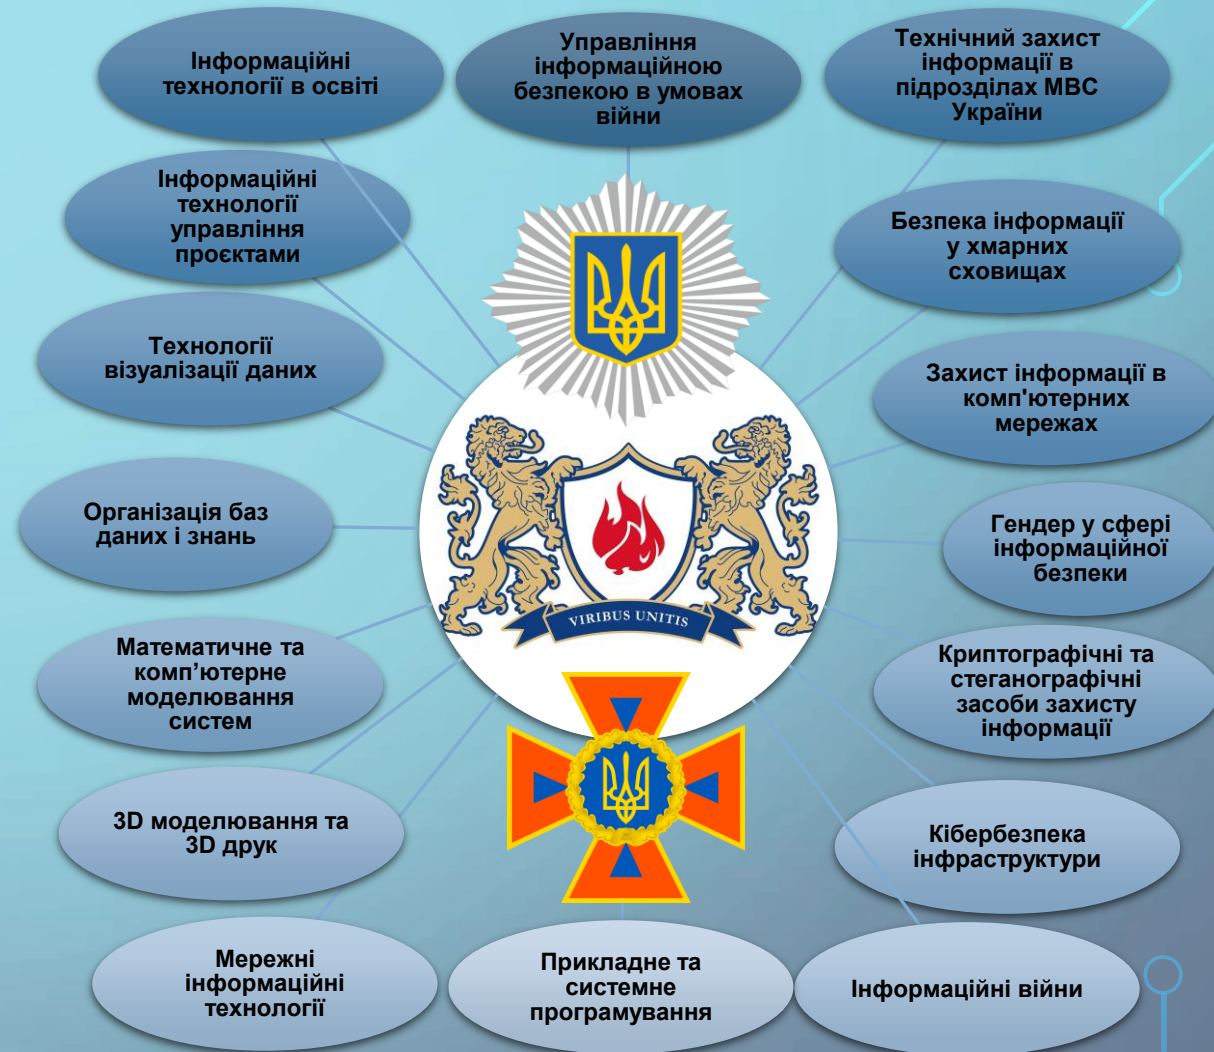 Інформаційні
технології в освіті
Управління
інформаційною
безпекою в умовах
війни
Технічний захист
інформації в
підрозділах МВС
України
Інформаційні
технології
управління
проєктами
Безпека інформації
у хмарних
сховищах
Технології
візуалізації даних
Захист інформації в
комп'ютерних
мережах
Організація баз
даних і знань
Гендер у сфері
інформаційної
безпеки
VIRIBUS UNITIS
Математичне та
комп’ютерне
моделювання
систем
Криптографічні та
стеганографічні
засоби захисту
інформації
3D моделювання та
3D друк
Кібербезпека
інфраструктури
Мережні
інформаційні
технології
Прикладне та
системне
програмування
Інформаційні війни